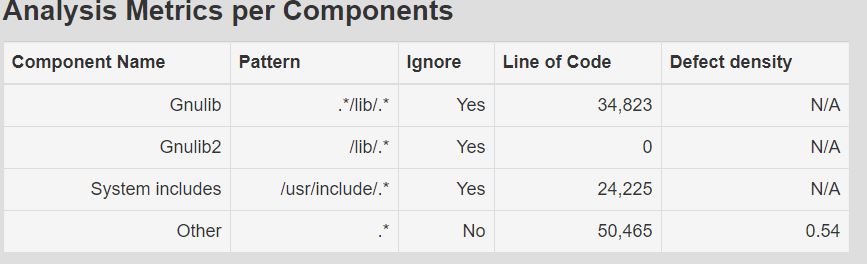 Analysis Metrics per Components
Component Name Pattern Ignore Line of Code Defect density
Gnulib .*/lib/.* Yes 34,823 N/A
Gnulib2 /lib/.* Yes 0 N/A
System includes /usr/include/.* Yes 24,225 N/A
Other .* No 50,465 0.54